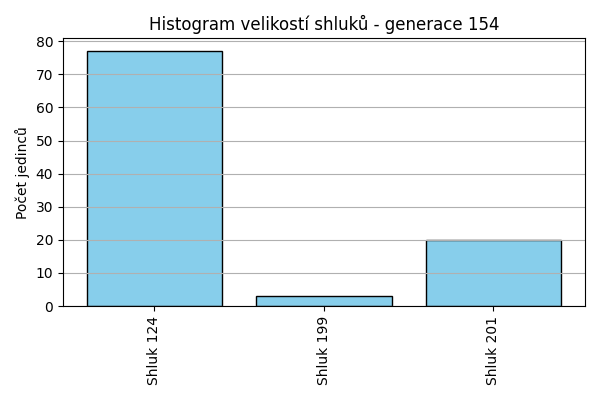 Histogram velikostí shluků - generace 154
Počet jedinců
80
70
60
50
40
30
20
10
0
Shluk 124
Shluk 199
Shluk 201